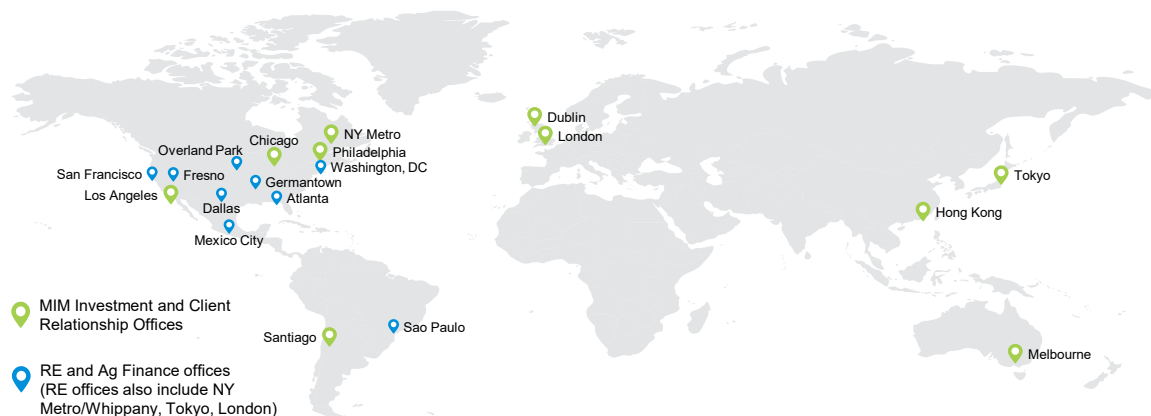 Dublin
London
NY Metro
Chicago
Philadelphia
Overland Park
Washington, DC
San Francisco
Fresno
Germantown
Los Angeles
Atlanta
Dallas
Mexico City
Tokyo
Hong Kong
MIM Investment and Client
Relationship Offices
Santiago
Sao Paulo
Melbourne
RE and Ag Finance offices
(RE offices also include NY
Metro/Whippany, Tokyo, London)